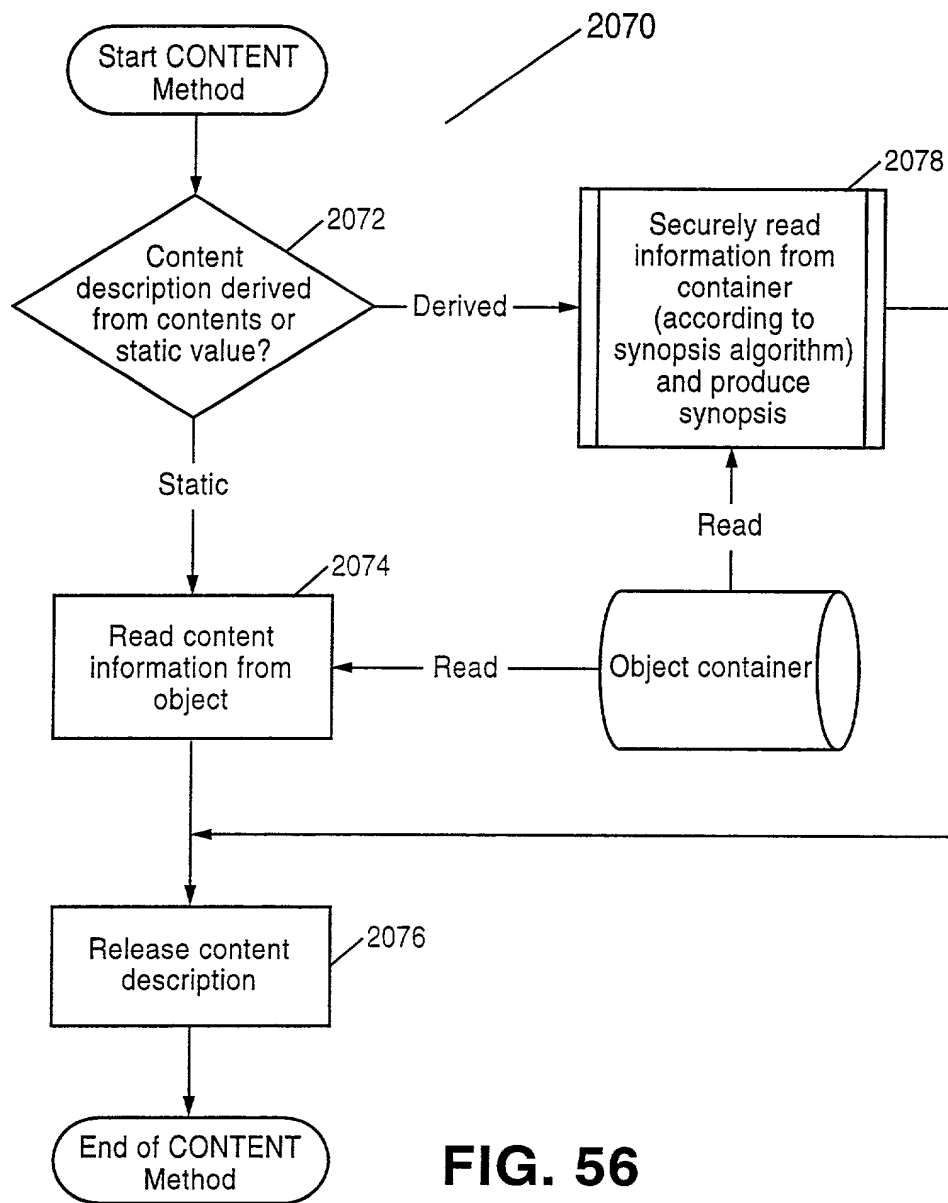 2070
Start CONTENT
Method
2072
Content
description derived
from contents or
static value?
Derived
2078
Securely read
information from
container
(according to
synopsis algorithm)
and produce
synopsis
Static
Read
2074
Read content
information from
object
Read
Object container
Release content
description
2076
End of CONTENT
Method
FIG. 56